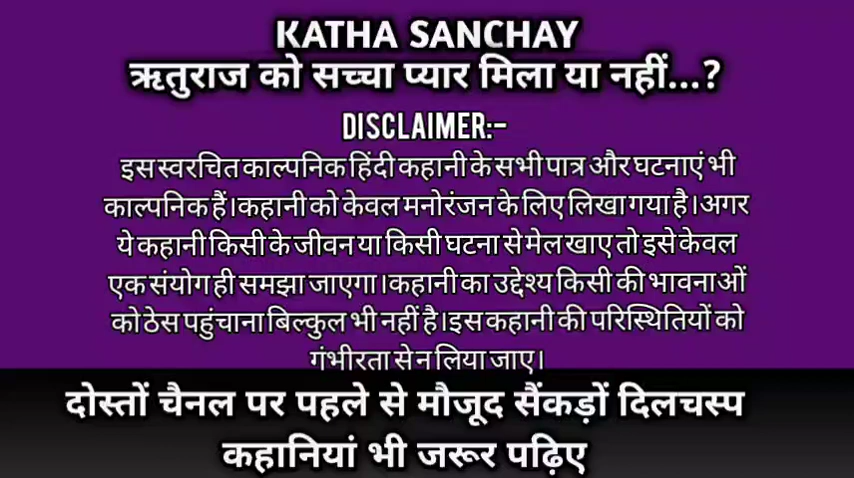 KATHA SANCHAY
ऋतुराज को सच्चा प्यार मिला या नहीं...?
DISCLAIMER:-
इस स्वरचित काल्पनिक हिंदी कहानी के सभी पात्र और घटनाएं भी
काल्पनिक हैं।कहानी को केवल मनोरंजन के लिए लिखा गया है।अगर
ये कहानी किसी के जीवन या किसी घटना से मेल खाए तो इसे केवल
एक संयोग ही समझा जाएगा।कहानी का उद्देश्य किसी की भावनाओं
को ठेस पहुंचाना बिल्कुल भी नहीं है।इस कहानी की परिस्थितियों को
गंभीरता से न लिया जाए।
दोस्तों चैनल पर पहले से मौजूद सैंकड़ों दिलचस्प
कहानियां भी जरूर पढ़िए